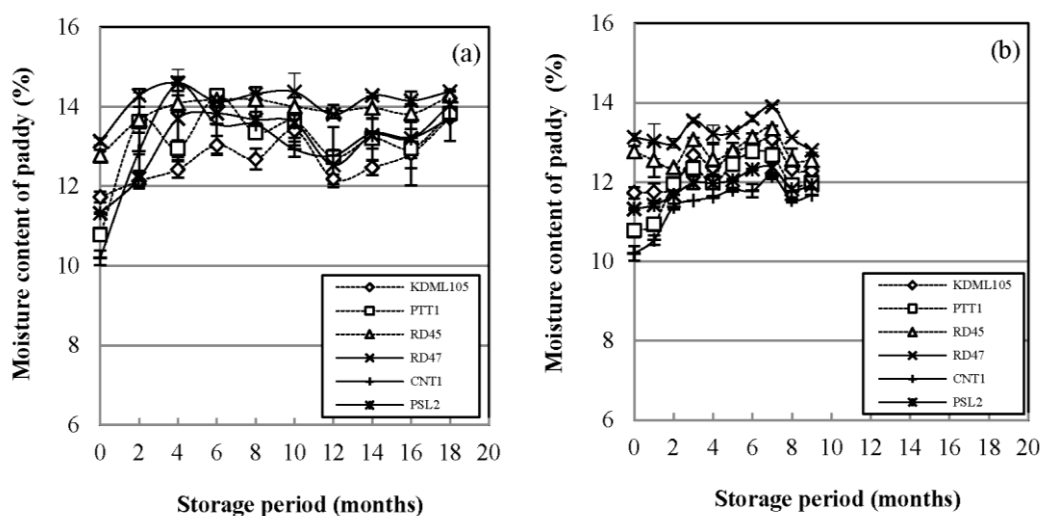 (a)
Moisture content of paddy (%)
16
14
12
10
8
6
0 2 4 6 8 10 12 14 16 18 20
Storage period (months)
KDML105
PTT1
RD45
RD47
CNT1
PSL2
(b)
Moisture content of paddy (%)
16
14
12
10
8
6
0 2 4 6 8 10 12 14 16 18 20
Storage period (months)
KDML105
PTT1
RD45
RD47
CNT1
PSL2